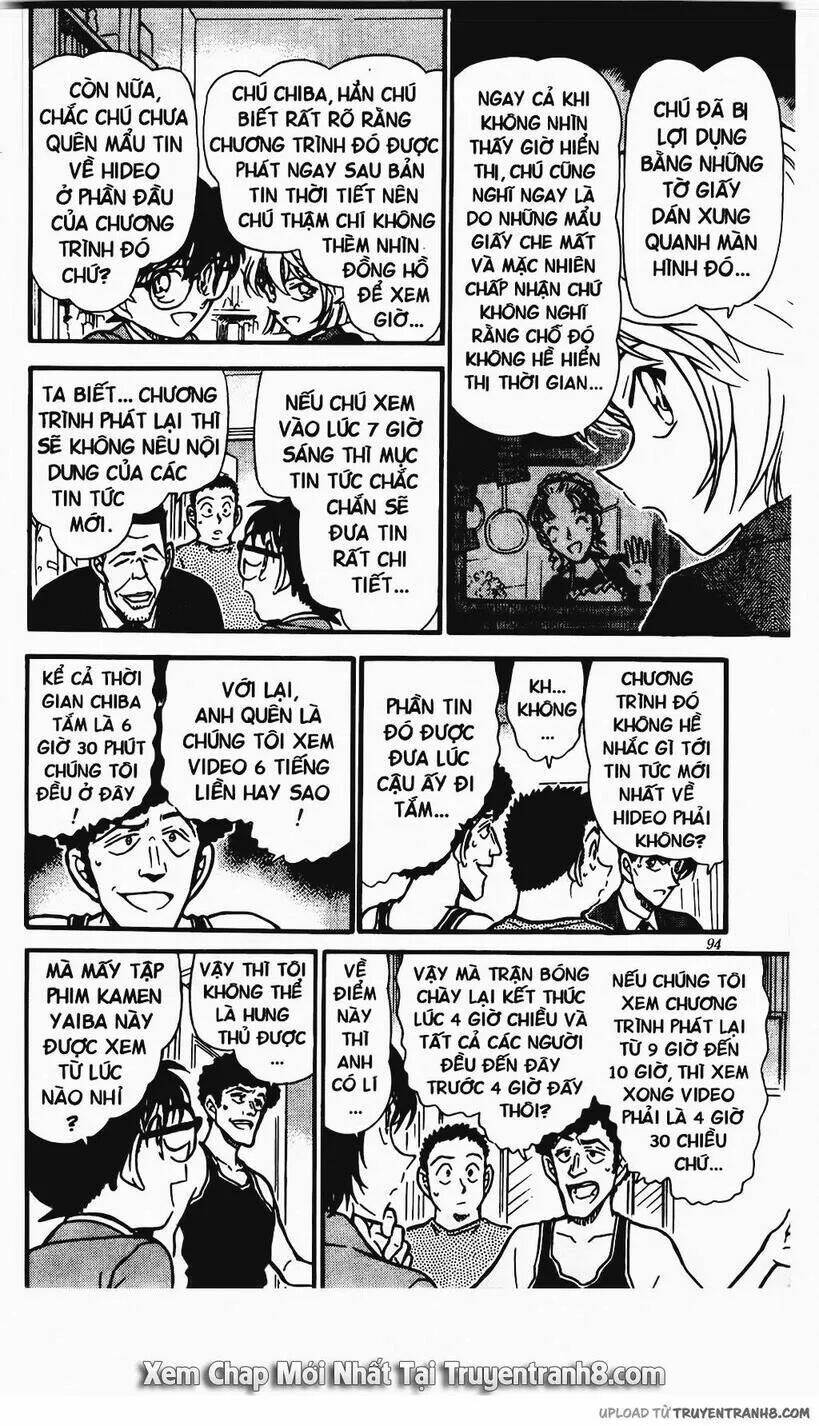 CHÚ ĐÃ BỊ
LỢI DỤNG
BẰNG NHỮNG
TỜ GIẤY
DÁN XUNG
QUANH MÀN
HÌNH ĐÓ...
NGAY CẢ KHI
KHÔNG NHÌN
THẤY GIỜ HIỂN
THỊ, CHÚ CŨNG
NGHĨ NGAY LÀ
DO NHỮNG MẨU
GIẤY CHE MẤT
VÀ MẶC NHIÊN
CHẤP NHẬN CHỨ
KHÔNG NGHĨ
RẰNG CHỖ ĐÓ
KHÔNG HỀ HIỂN
THỊ THỜI GIAN...
CHÚ CHIBA, HẲN CHÚ
BIẾT RẤT RÕ RẰNG
CHƯƠNG TRÌNH ĐÓ ĐƯỢC
PHÁT NGAY SAU BẢN
TIN THỜI TIẾT NÊN
CHÚ THẬM CHÍ KHÔNG
THÈM NHÌN
ĐỒNG HỒ
ĐỂ XEM
GIỜ...
CÒN NỮA,
CHẮC CHÚ CHƯA
QUÊN MẨU TIN
VỀ HIDEO
Ở PHẦN ĐẦU
CỦA CHƯƠNG
TRÌNH ĐÓ
CHỨ?
NẾU CHÚ XEM
VÀO LÚC 7 GIỜ
SÁNG THÌ MỤC
TIN TỨC CHẮC
CHẮN SẼ
ĐƯA TIN
RẤT CHI
TIẾT...
TA BIẾT... CHƯƠNG
TRÌNH PHÁT LẠI THÌ
SẼ KHÔNG NÊU NỘI
DUNG CỦA CÁC
TIN TỨC
MỚI.
CHƯƠNG
TRÌNH ĐÓ
KHÔNG HỀ
NHẮC GÌ TỚI
TIN TỨC MỚI
NHẤT VỀ
HIDEO PHẢI
KHÔNG?
KH...
KHÔNG
...
PHẦN TIN
ĐÓ ĐƯỢC
ĐƯA LÚC
CẬU ẤY ĐI
TẮM...
VỚI LẠI,
ANH QUÊN LÀ
CHÚNG TÔI XEM
VIDEO 6 TIẾNG
LIỀN HAY SAO
!
KỂ CẢ THỜI
GIAN CHIBA
TẮM LÀ 6
GIỜ 30 PHÚT
CHÚNG TÔI
ĐỀU Ở ĐÂY
!
94
NẾU CHÚNG TÔI
XEM CHƯƠNG
TRÌNH PHÁT LẠI
TỪ 9 GIỜ ĐẾN
10 GIỜ, THÌ XEM
XONG VIDEO
PHẢI LÀ 4 GIỜ
30 CHIỀU
CHỨ...
VẬY MÀ TRẬN BÓNG
CHÀY LẠI KẾT THÚC
LÚC 4 GIỜ CHIỀU VÀ
TẤT CẢ CÁC NGƯỜI
ĐỀU ĐẾN ĐÂY
TRƯỚC 4 GIỜ ĐẤY
THÔI?
VỀ
ĐIỂM
NÀY
THÌ
ANH
CÓ LÍ
...
VẬY THÌ TÔI
KHÔNG THỂ
LÀ HUNG
THỦ ĐƯỢC
...
MÀ MẤY TẬP
PHIM KAMEN
YAIBA NÀY
ĐƯỢC XEM
TỪ LÚC
NÀO NHỈ
?
Xem Chap Mới Nhất Tại Truyentranh8.com
UPLOAD TỪ TRUYENTRANH8.COM